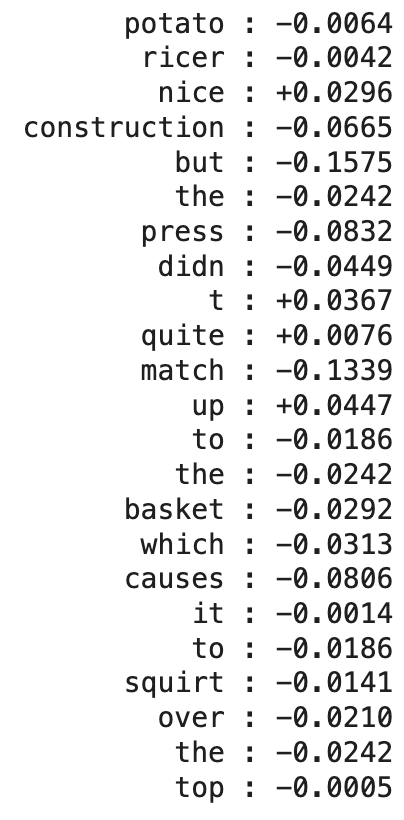 potato : -0.0064
ricer : -0.0042
nice : +0.0296
construction : -0.0665
but : -0.1575
the : -0.0242
press : -0.0832
didn : -0.0449
t : +0.0367
quite : +0.0076
match : -0.1339
up : +0.0447
to : -0.0186
the : -0.0242
basket : -0.0292
which : -0.0313
causes : -0.0806
it : -0.0014
to : -0.0186
squirt : -0.0141
over : -0.0210
the : -0.0242
top : -0.0005